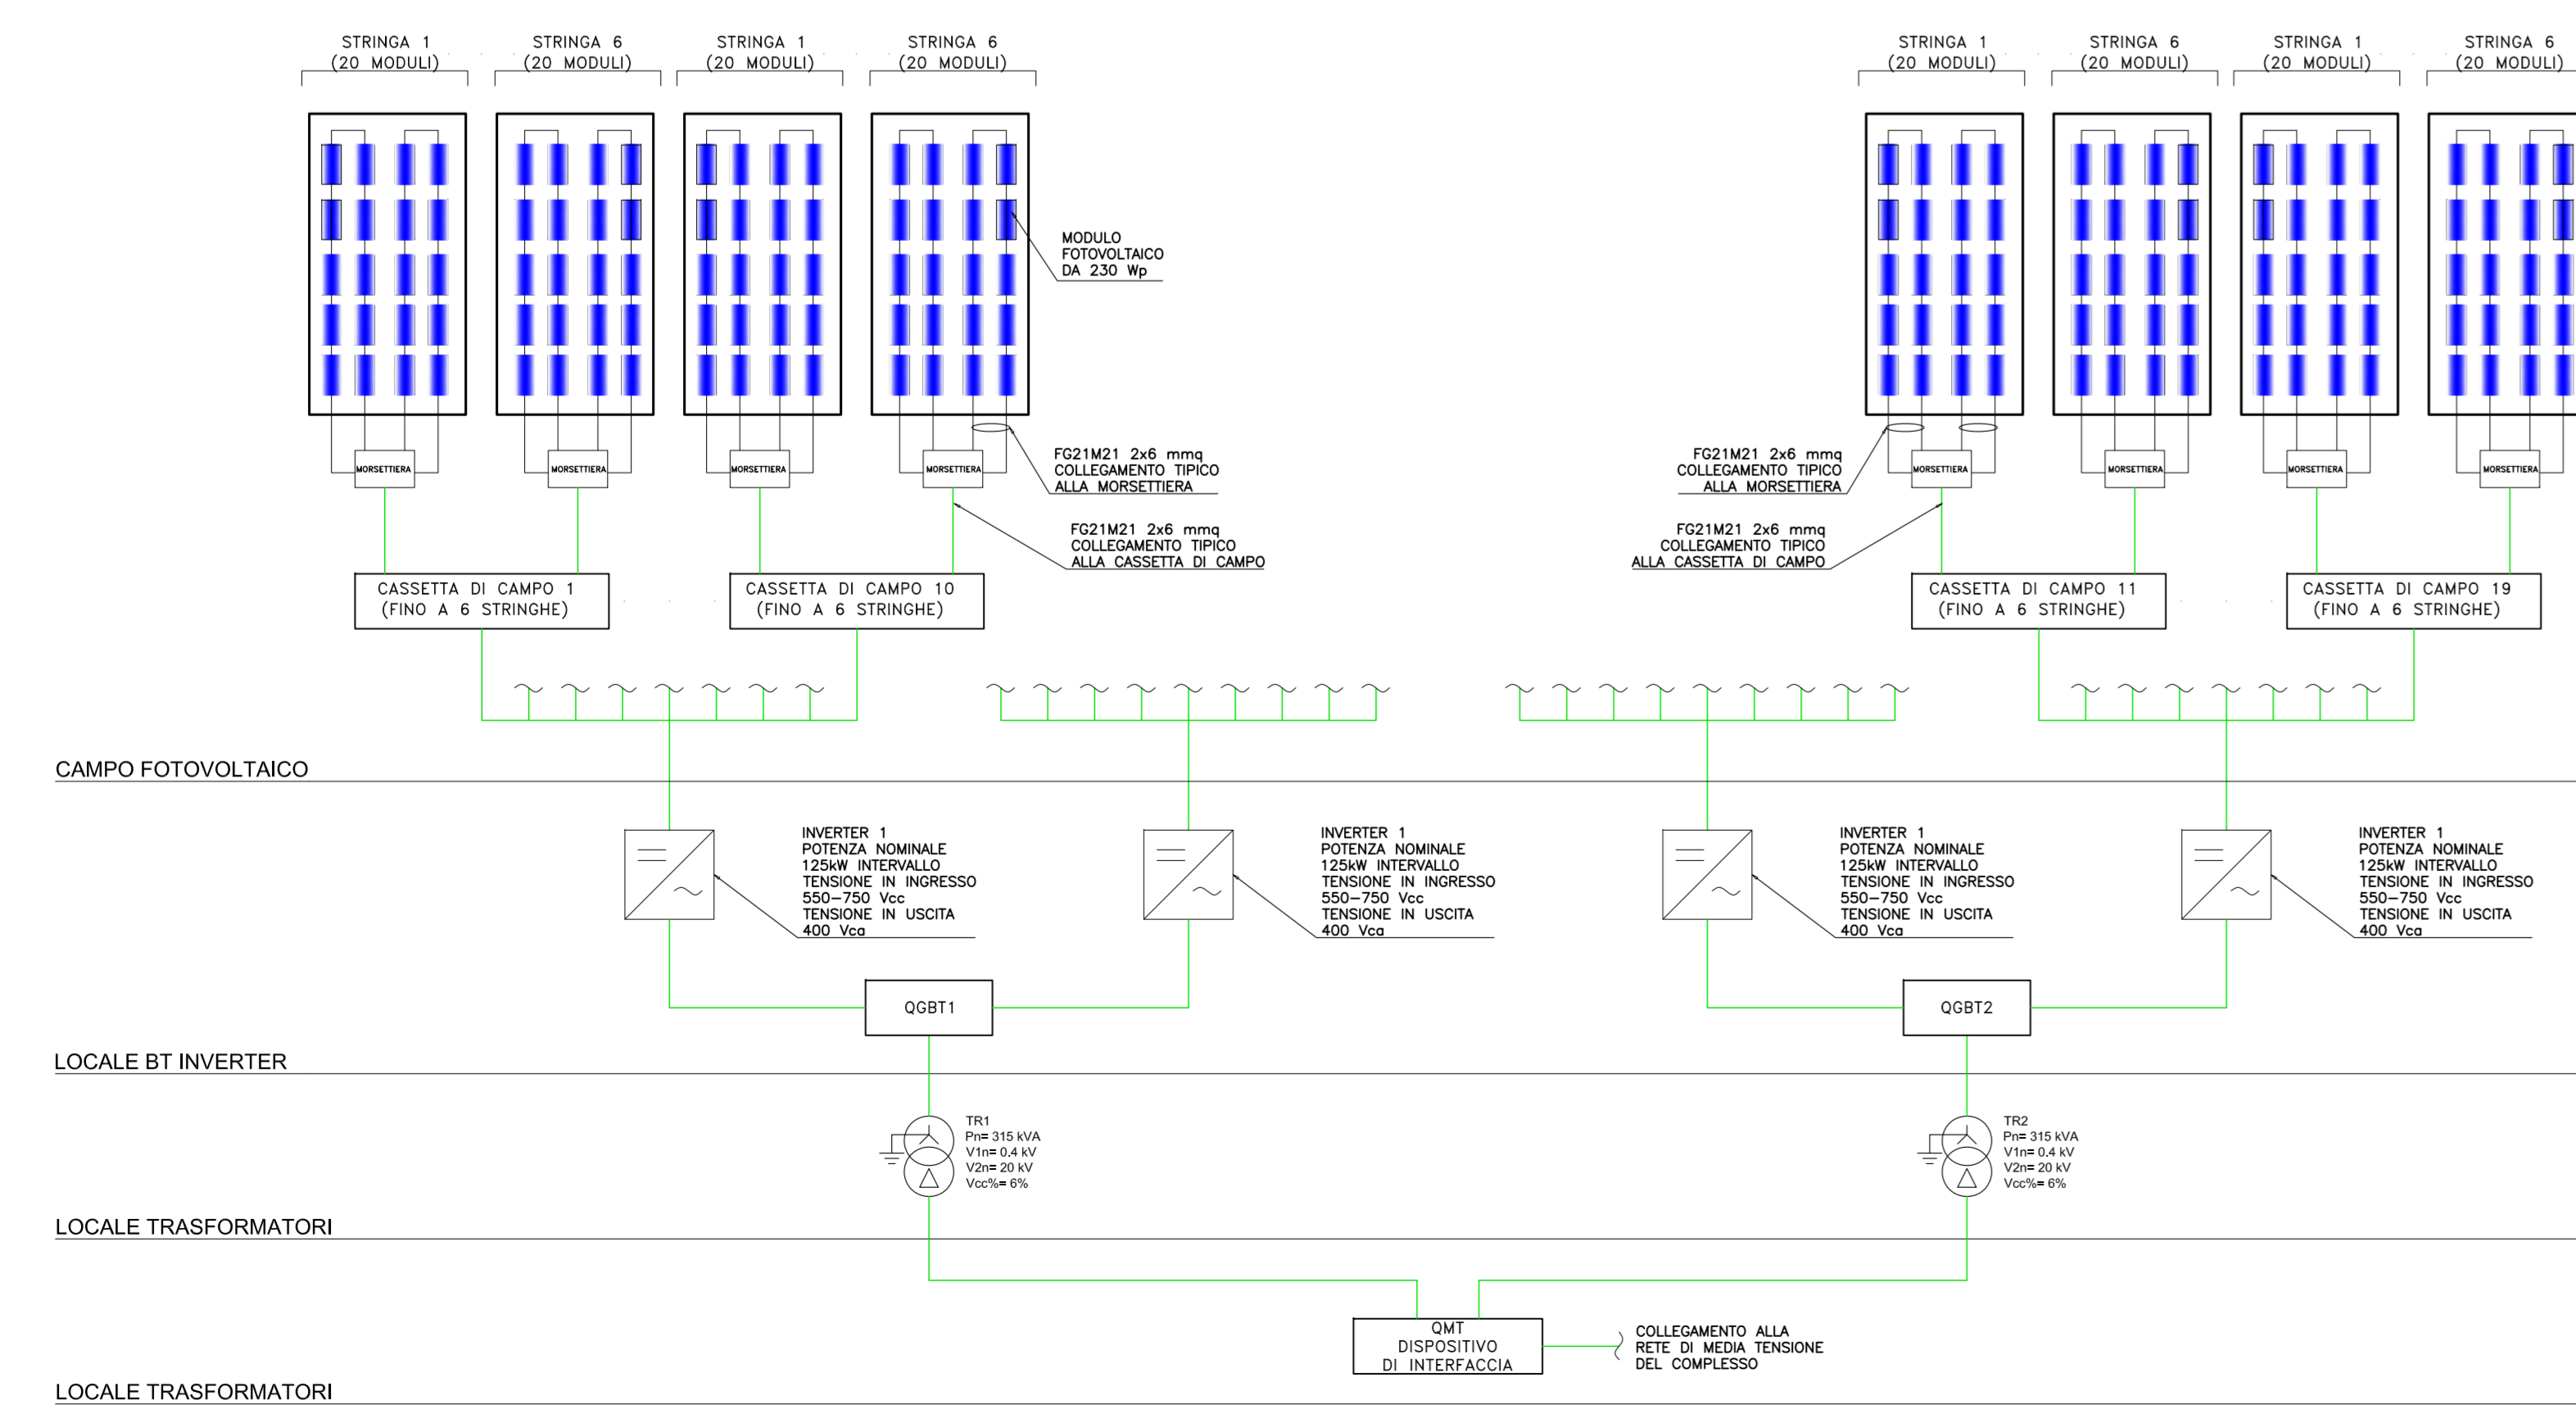 STRINGA 1
(20 MODULI)
STRINGA 6
(20 MODULI)
STRINGA 1
(20 MODULI)
STRINGA 6
(20 MODULI)
STRINGA 1
(20 MODULI)
STRINGA 6
(20 MODULI)
STRINGA 1
(20 MODULI)
STRINGA 6
(20 MODULI)
MODULO
FOTOVOLTAICO
DA 230 Wp
MORSETTIERA
MORSETTIERA
MORSETTIERA
MORSETTIERA
FG21M21 2x6 mmq
COLLEGAMENTO TIPICO
ALLA MORSETTIERA
FG21M21 2x6 mmq
COLLEGAMENTO TIPICO
ALLA MORSETTIERA
MORSETTIERA
MORSETTIERA
MORSETTIERA
MORSETTIERA
FG21M21 2x6 mmq
COLLEGAMENTO TIPICO
ALLA CASSETTA DI CAMPO
FG21M21 2x6 mmq
COLLEGAMENTO TIPICO
ALLA CASSETTA DI CAMPO
CASSETTA DI CAMPO 1
(FINO A 6 STRINGHE)
CASSETTA DI CAMPO 10
(FINO A 6 STRINGHE)
CASSETTA DI CAMPO 11
(FINO A 6 STRINGHE)
CASSETTA DI CAMPO 19
(FINO A 6 STRINGHE)
CAMPO FOTOVOLTAICO
INVERTER 1
POTENZA NOMINALE
125kW INTERVALLO
TENSIONE IN INGRESSO
550-750 Vcc
TENSIONE IN USCITA
400 Vca
INVERTER 1
POTENZA NOMINALE
125kW INTERVALLO
TENSIONE IN INGRESSO
550-750 Vcc
TENSIONE IN USCITA
400 Vca
INVERTER 1
POTENZA NOMINALE
125kW INTERVALLO
TENSIONE IN INGRESSO
550-750 Vcc
TENSIONE IN USCITA
400 Vca
INVERTER 1
POTENZA NOMINALE
125kW INTERVALLO
TENSIONE IN INGRESSO
550-750 Vcc
TENSIONE IN USCITA
400 Vca
QGBT1
QGBT2
LOCALE BT INVERTER
TR1
Pn= 315 kVA
V1n= 0.4 kV
V2n= 20 kV
Vcc%= 6%
TR2
Pn= 315 kVA
V1n= 0.4 kV
V2n= 20 kV
Vcc%= 6%
LOCALE TRASFORMATORI
QMT
DISPOSITIVO
DI INTERFACCIA
COLLEGAMENTO ALLA
RETE DI MEDIA TENSIONE
DEL COMPLESSO
LOCALE TRASFORMATORI